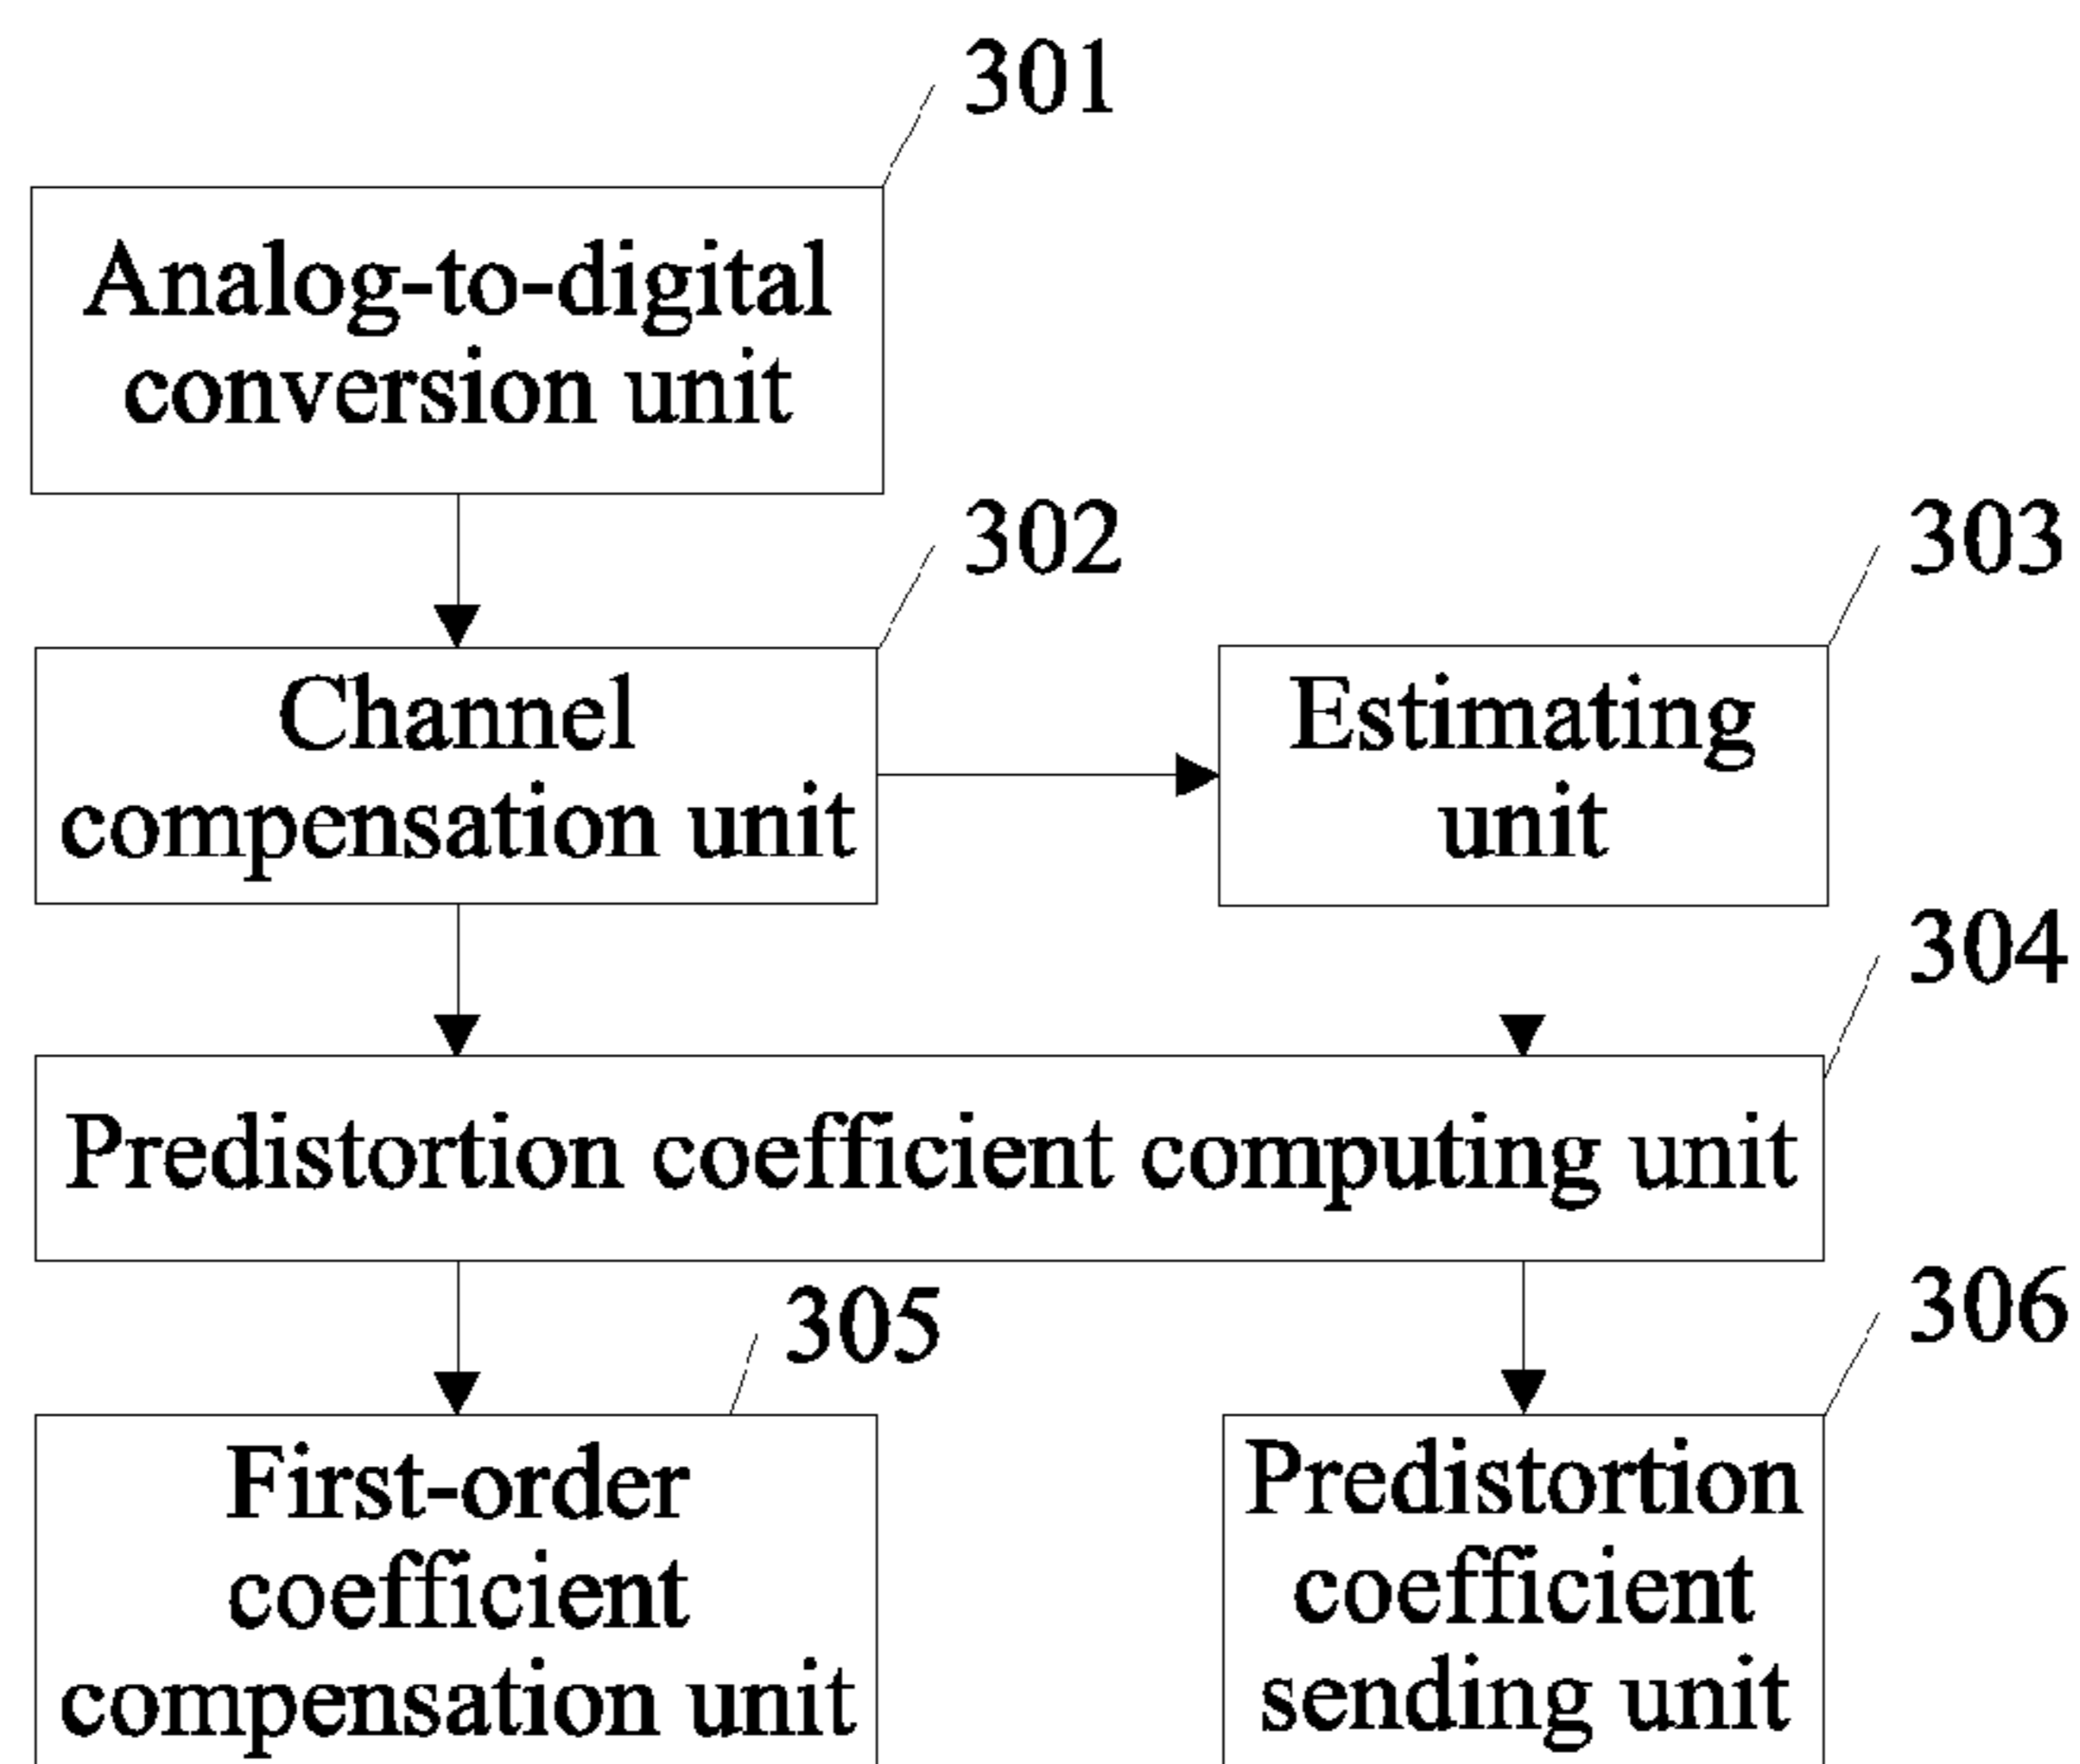 301
Analog-to-digital
conversion unit
302
303
Channel
compensation unit
Estimating
unit
304
Predistortion coefficient computing unit
305
306
First-order
coefficient
compensation unit
Predistortion
coefficient
sending unit